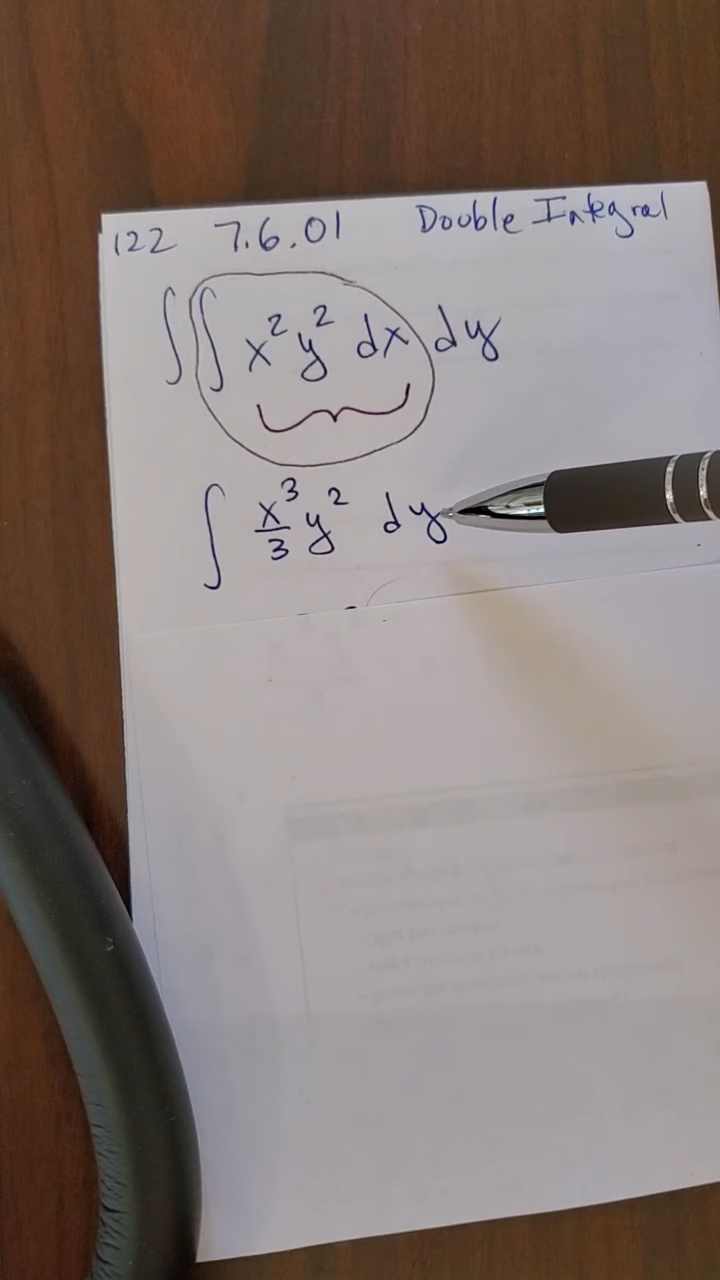 122 7.6.01 Double Integral
∫∫ x²y² dx dy
∫ x³/3 y² dy